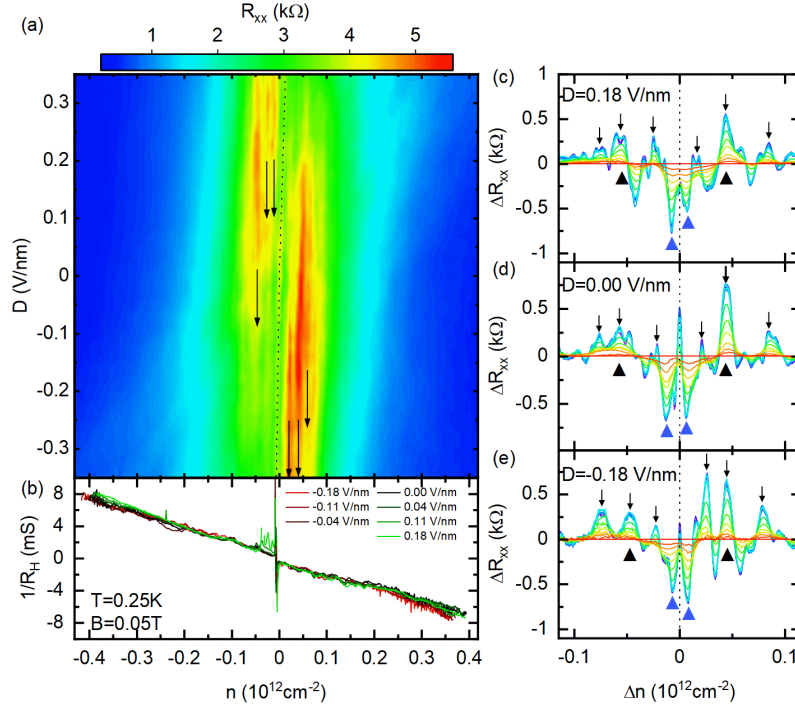 (a)
R_xx (kΩ)
1 2 3 4 5
0.3
0.2
0.1
0
-0.1
-0.2
-0.3
D (V/nm)
(b)
8
4
0
-4
-8
1/R_H (mS)
-0.18 V/nm
-0.11 V/nm
-0.04 V/nm
0.00 V/nm
0.04 V/nm
0.11 V/nm
0.18 V/nm
T=0.25K
B=0.05T
-0.4 -0.3 -0.2 -0.1 0 0.1 0.2 0.3 0.4
n (10^12cm^-2)
(c)
D=0.18 V/nm
1
0.5
0
-0.5
-1
ΔR_xx (kΩ)
(d)
D=0.00 V/nm
0.5
0
-0.5
ΔR_xx (kΩ)
(e)
D=-0.18 V/nm
0.5
0
-0.5
-1
ΔR_xx (kΩ)
-0.1 0 0.1
Δn (10^12cm^-2)